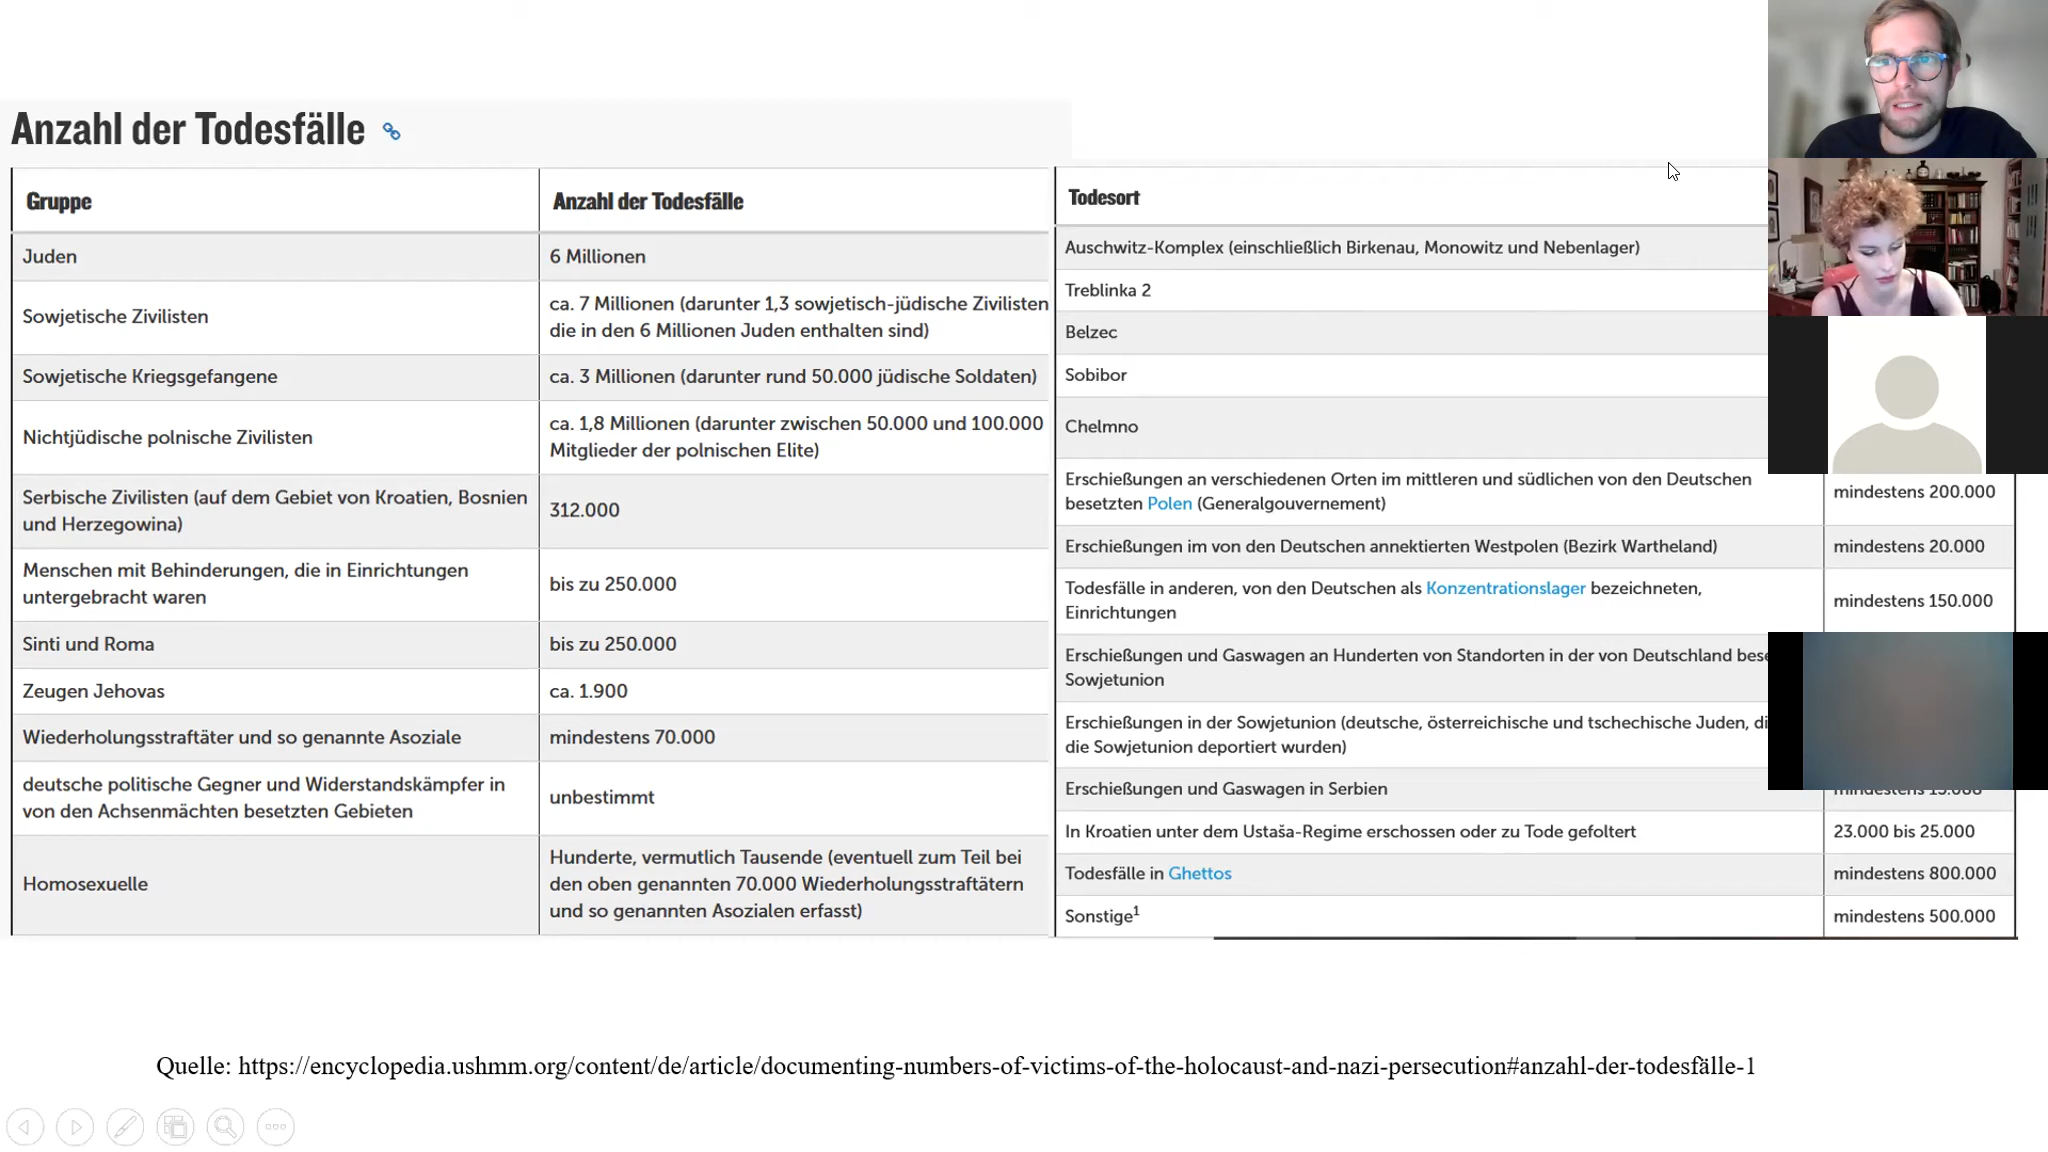 Anzahl der Todesfälle
Gruppe
Anzahl der Todesfälle
Juden
6 Millionen
Sowjetische Zivilisten
ca. 7 Millionen (darunter 1,3 sowjetisch-jüdische Zivilisten
die in den 6 Millionen Juden enthalten sind)
Sowjetische Kriegsgefangene
ca. 3 Millionen (darunter rund 50.000 jüdische Soldaten)
Nichtjüdische polnische Zivilisten
ca. 1,8 Millionen (darunter zwischen 50.000 und 100.000
Mitglieder der polnischen Elite)
Serbische Zivilisten (auf dem Gebiet von Kroatien, Bosnien
und Herzegowina)
312.000
Menschen mit Behinderungen, die in Einrichtungen
untergebracht waren
bis zu 250.000
Sinti und Roma
bis zu 250.000
Zeugen Jehovas
ca. 1.900
Wiederholungsstraftäter und so genannte Asoziale
mindestens 70.000
deutsche politische Gegner und Widerstandskämpfer in
von den Achsenmächten besetzten Gebieten
unbestimmt
Homosexuelle
Hunderte, vermutlich Tausende (eventuell zum Teil bei
den oben genannten 70.000 Wiederholungsstraftätern
und so genannten Asozialen erfasst)
Todesort
Auschwitz-Komplex (einschließlich Birkenau, Monowitz und Nebenlager)
Treblinka 2
Belzec
Sobibor
Chelmno
Erschießungen an verschiedenen Orten im mittleren und südlichen von den Deutschen
besetzten Polen (Generalgouvernement)
mindestens 200.000
Erschießungen im von den Deutschen annektierten Westpolen (Bezirk Wartheland)
mindestens 20.000
Todesfälle in anderen, von den Deutschen als Konzentrationslager bezeichneten,
Einrichtungen
mindestens 150.000
Erschießungen und Gaswagen an Hunderten von Standorten in der von Deutschland
Sowjetunion
Erschießungen in der Sowjetunion (deutsche, österreichische und tschechische Juden,
die Sowjetunion deportiert wurden)
Erschießungen und Gaswagen in Serbien
In Kroatien unter dem Ustaša-Regime erschossen oder zu Tode gefoltert
23.000 bis 25.000
Todesfälle in Ghettos
mindestens 800.000
Sonstige¹
mindestens 500.000
Quelle: https://encyclopedia.ushmm.org/content/de/article/documenting-numbers-of-victims-of-the-holocaust-and-nazi-persecution#anzahl-der-todesfälle-1